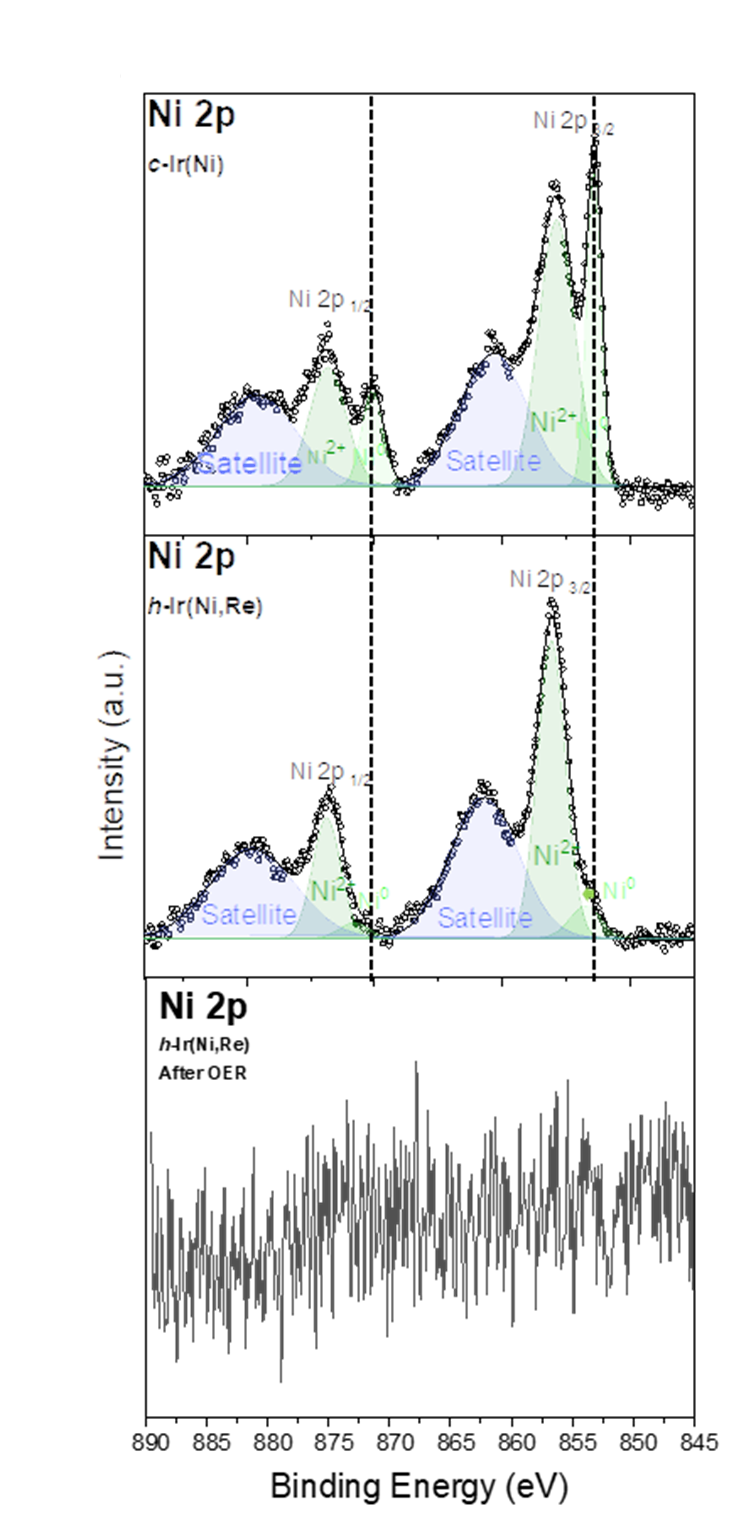 Ni 2p
c-Ir(Ni)
Ni 2p 3/2
Ni 2p 1/2
Satellite
Ni2+
Satellite
Ni2+
Ni 2p
h-Ir(Ni,Re)
Ni 2p 3/2
Ni 2p 1/2
Satellite
Ni2+
Ni0
Satellite
Ni2+
Ni0
Ni 2p
h-Ir(Ni,Re)
After OER
Intensity (a.u.)
890 885 880 875 870 865 860 855 850 845
Binding Energy (eV)